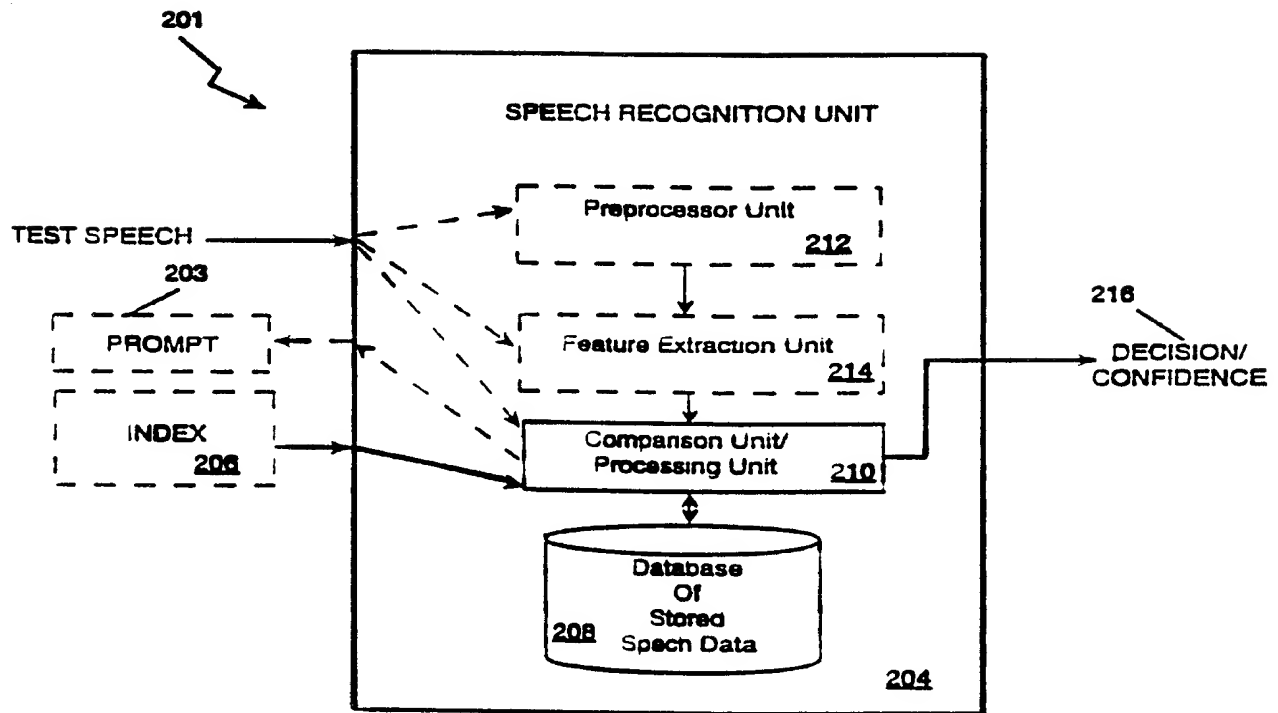 201
SPEECH RECOGNITION UNIT
Preprocessor Unit
212
TEST SPEECH
203
PROMPT
INDEX
206
Feature Extraction Unit
214
Comparison Unit/
Processing Unit
210
216
DECISION/
CONFIDENCE
Database
Of
Stored
Spech Data
208
204